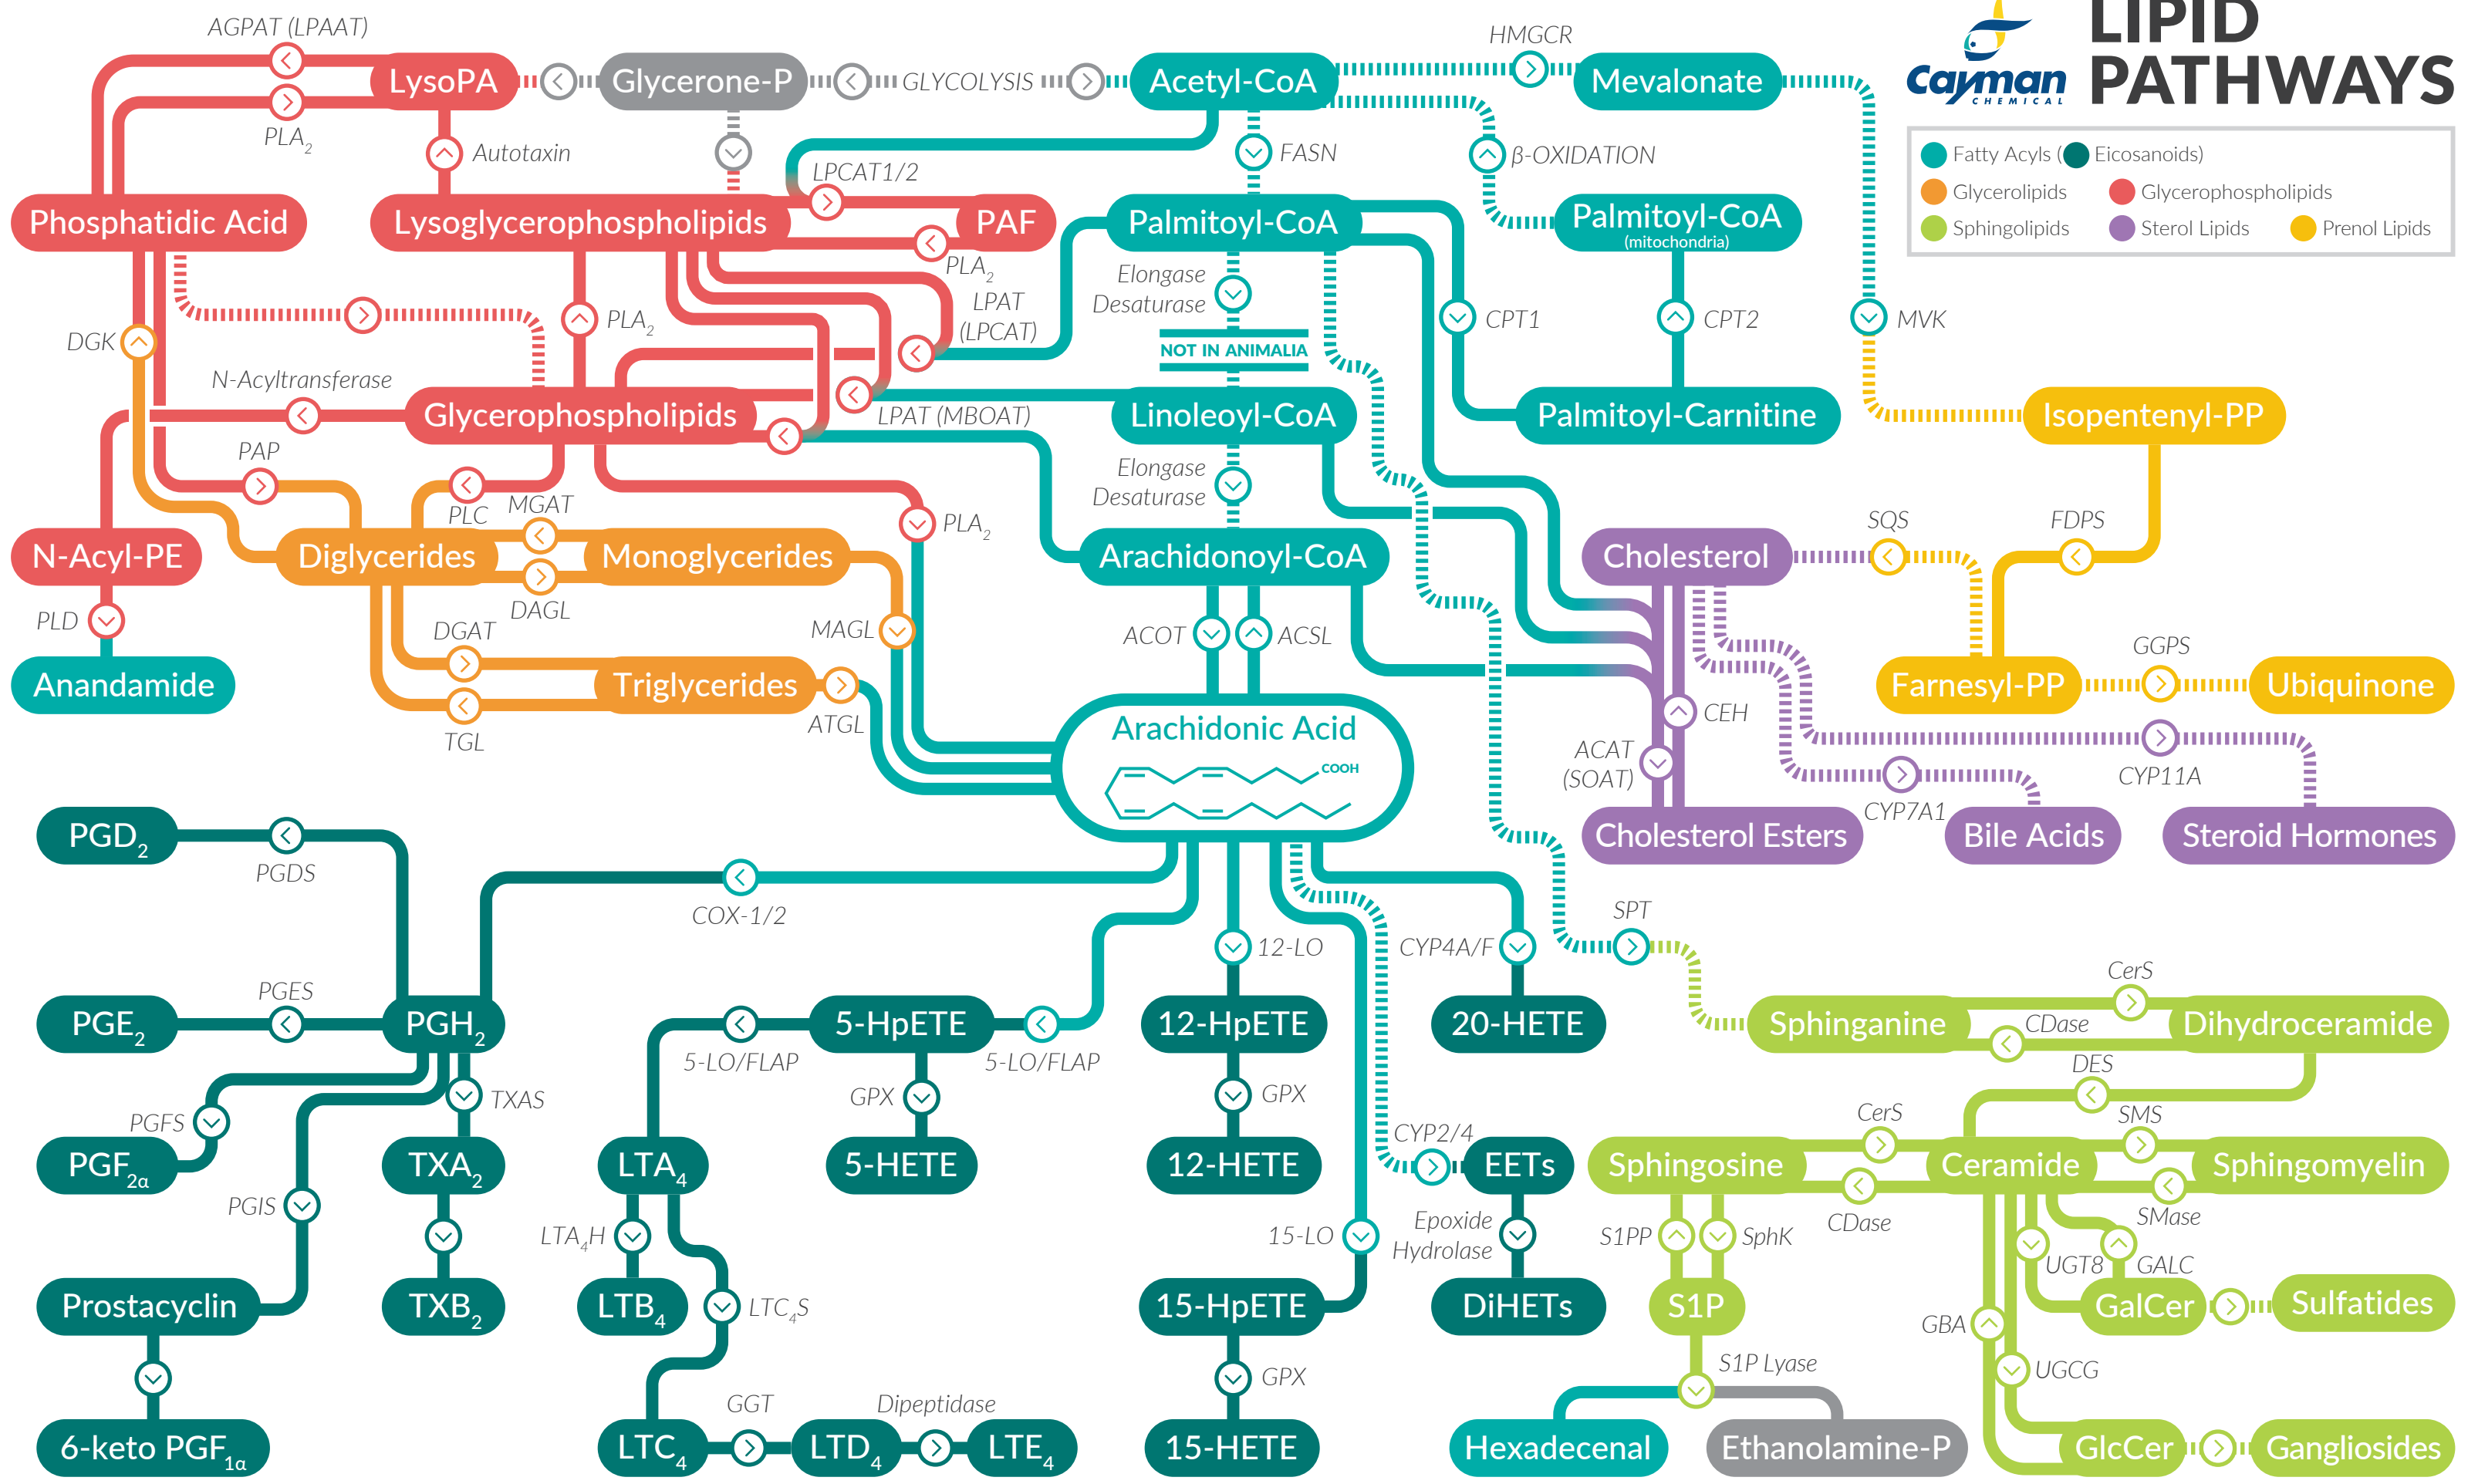 LIPID
PATHWAYS
Cayman
CHEMICAL
Fatty Acyls ( Eicosanoids)
Glycerolipids
Glycerophospholipids
Sphingolipids
Sterol Lipids
Prenol Lipids
AGPAT (LPAAT)
LysoPA
Glycerone-P
GLYCOLYSIS
Acetyl-CoA
HMGCR
Mevalonate
PLA2
Autotaxin
LPCAT1/2
FASN
β-OXIDATION
Phosphatidic Acid
Lysoglycerophospholipids
PAF
Palmitoyl-CoA
Palmitoyl-CoA
(mitochondria)
PLA2
LPAT
(LPCAT)
Elongase
Desaturase
NOT IN ANIMALIA
CPT1
CPT2
MVK
DGK
PLA2
N-Acyltransferase
Glycerophospholipids
LPAT (MBOAT)
Linoleoyl-CoA
Palmitoyl-Carnitine
Isopentenyl-PP
PAP
PLC
MGAT
PLA2
Elongase
Desaturase
SQS
FDPS
N-Acyl-PE
Diglycerides
Monoglycerides
Arachidonoyl-CoA
Cholesterol
DAGL
PLD
DGAT
MAGL
ACOT
ACSL
GGPS
Anandamide
Triglycerides
Farnesyl-PP
Ubiquinone
TGL
ATGL
Arachidonic Acid
COOH
CEH
ACAT
(SOAT)
CYP11A
CYP7A1
PGD2
Cholesterol Esters
Bile Acids
Steroid Hormones
PGDS
COX-1/2
12-LO
CYP4A/F
SPT
CerS
PGES
PGE2
PGH2
5-HpETE
12-HpETE
20-HETE
Sphinganine
CDase
Dihydroceramide
5-LO/FLAP
5-LO/FLAP
DES
PGFS
TXAS
GPX
GPX
CYP2/4
CerS
SMS
PGF2α
TXA2
LTA4
5-HETE
12-HETE
EETs
Sphingosine
Ceramide
Sphingomyelin
PGIS
LTA4H
15-LO
Epoxide
Hydrolase
S1PP
SphK
CDase
SMase
UGT8
GALC
Prostacyclin
TXB2
LTB4
LTC4S
15-HpETE
DiHETs
S1P
GalCer
Sulfatides
GBA
GPX
S1P Lyase
UGCG
GGT
Dipeptidase
6-keto PGF1α
LTC4
LTD4
LTE4
15-HETE
Hexadecenal
Ethanolamine-P
GlcCer
Gangliosides